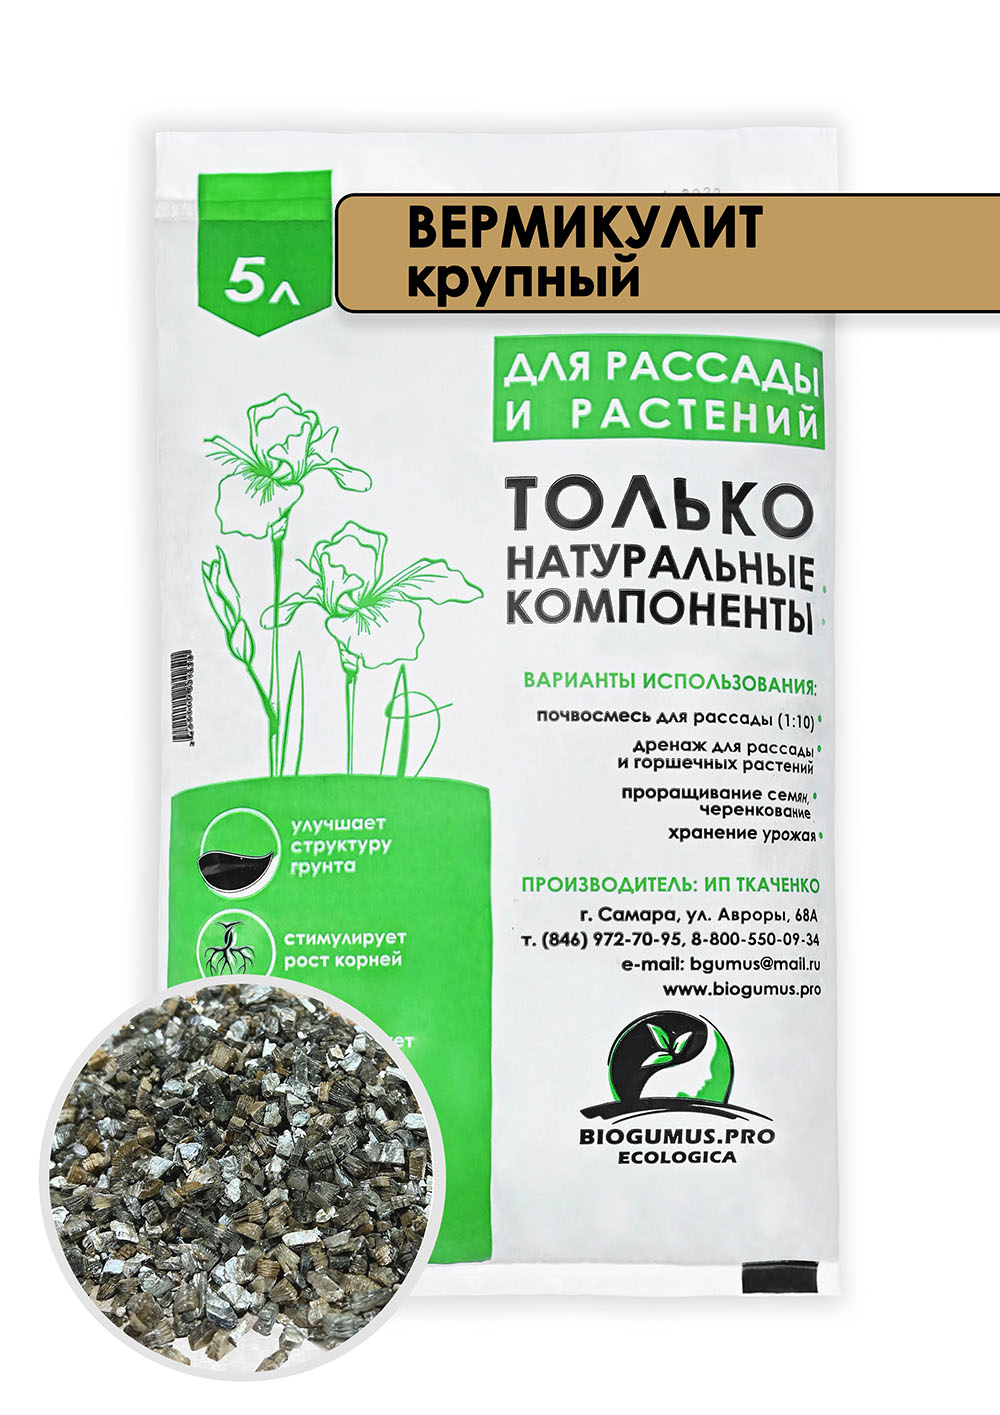 ВЕРМИКУЛИТ
крупный
5л
ДЛЯ РАССАДЫ
И РАСТЕНИЙ
ТОЛЬКО
НАТУРАЛЬНЫЕ
КОМПОНЕНТЫ
ВАРИАНТЫ ИСПОЛЬЗОВАНИЯ:
почвосмесь для рассады (1:10)
дренаж для рассады
и горшечных растений
проращивание семян,
черенкование
хранение урожая
улучшает
структуру
грунта
стимулирует
рост корней
ПРОИЗВОДИТЕЛЬ: ИП ТКАЧЕНКО
г. Самара, ул. Авроры, 68А
т. (846) 972-70-95, 8-800-550-09-34
e-mail: bgumus@mail.ru
www.biogumus.pro
BIOGUMUS.PRO
ECOLOGICA